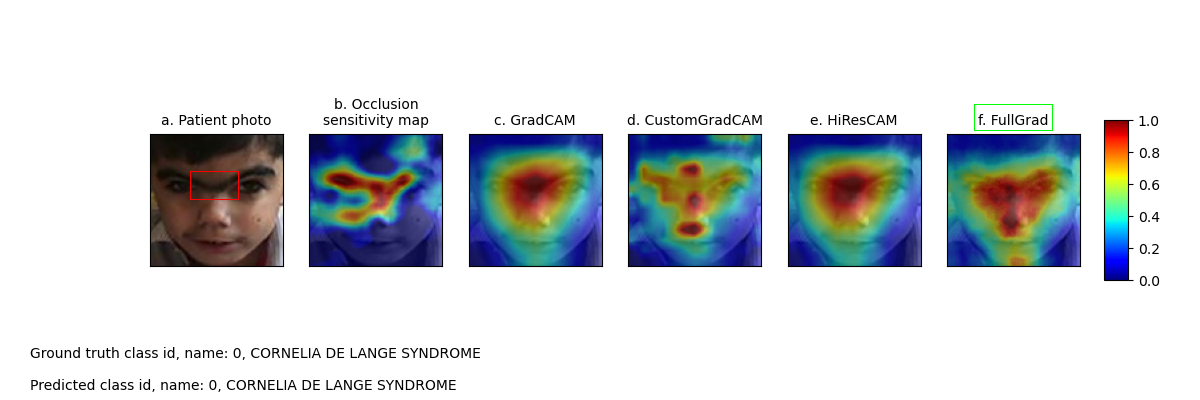 a. Patient photo
b. Occlusion
sensitivity map
c. GradCAM
d. CustomGradCAM
e. HiResCAM
f. FullGrad
1.0
0.8
0.6
0.4
0.2
0.0
Ground truth class id, name: 0, CORNELIA DE LANGE SYNDROME
Predicted class id, name: 0, CORNELIA DE LANGE SYNDROME